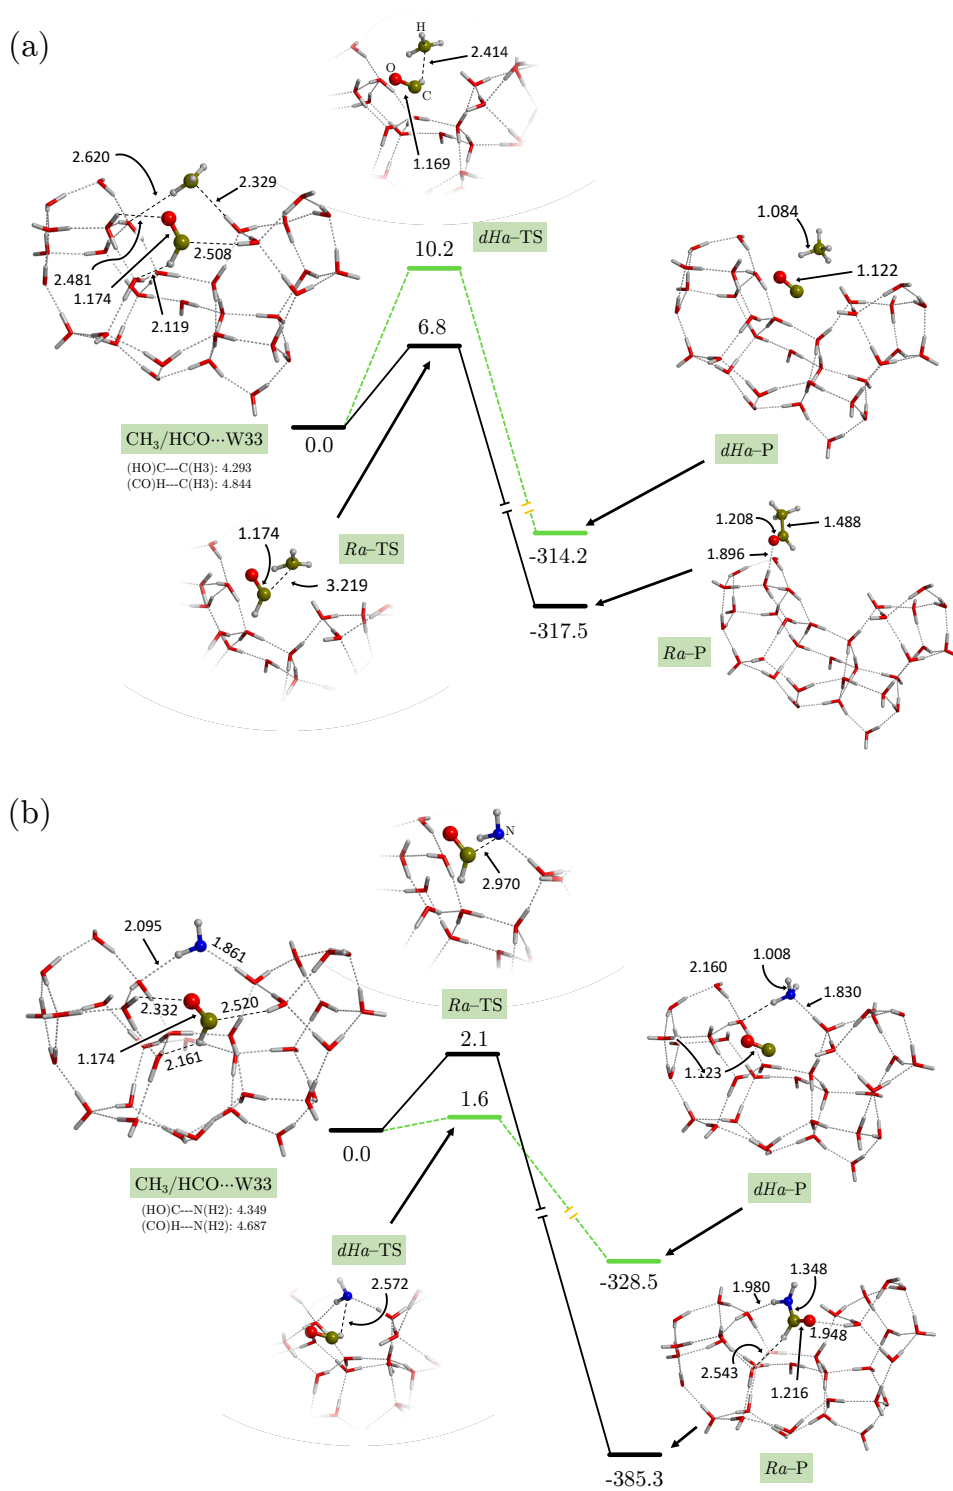 (a)
H
2.414
O
C
1.169
2.620
2.329
2.508
2.481
1.174
2.119
dHa–TS
10.2
1.084
1.122
6.8
0.0
CH₃/HCO···W33
(HO)C---C(H3): 4.293
(CO)H---C(H3): 4.844
dHa–P
-314.2
1.208
1.488
1.896
Ra–TS
1.174
3.219
-317.5
Ra–P
(b)
N
2.970
2.095
1.861
2.332
2.520
1.174
2.161
Ra–TS
2.1
2.160
1.008
1.830
1.123
1.6
0.0
CH₃/HCO···W33
(HO)C---N(H2): 4.349
(CO)H---N(H2): 4.687
dHa–P
dHa–TS
-328.5
2.572
1.980
1.348
1.948
2.543
1.216
-385.3
Ra–P